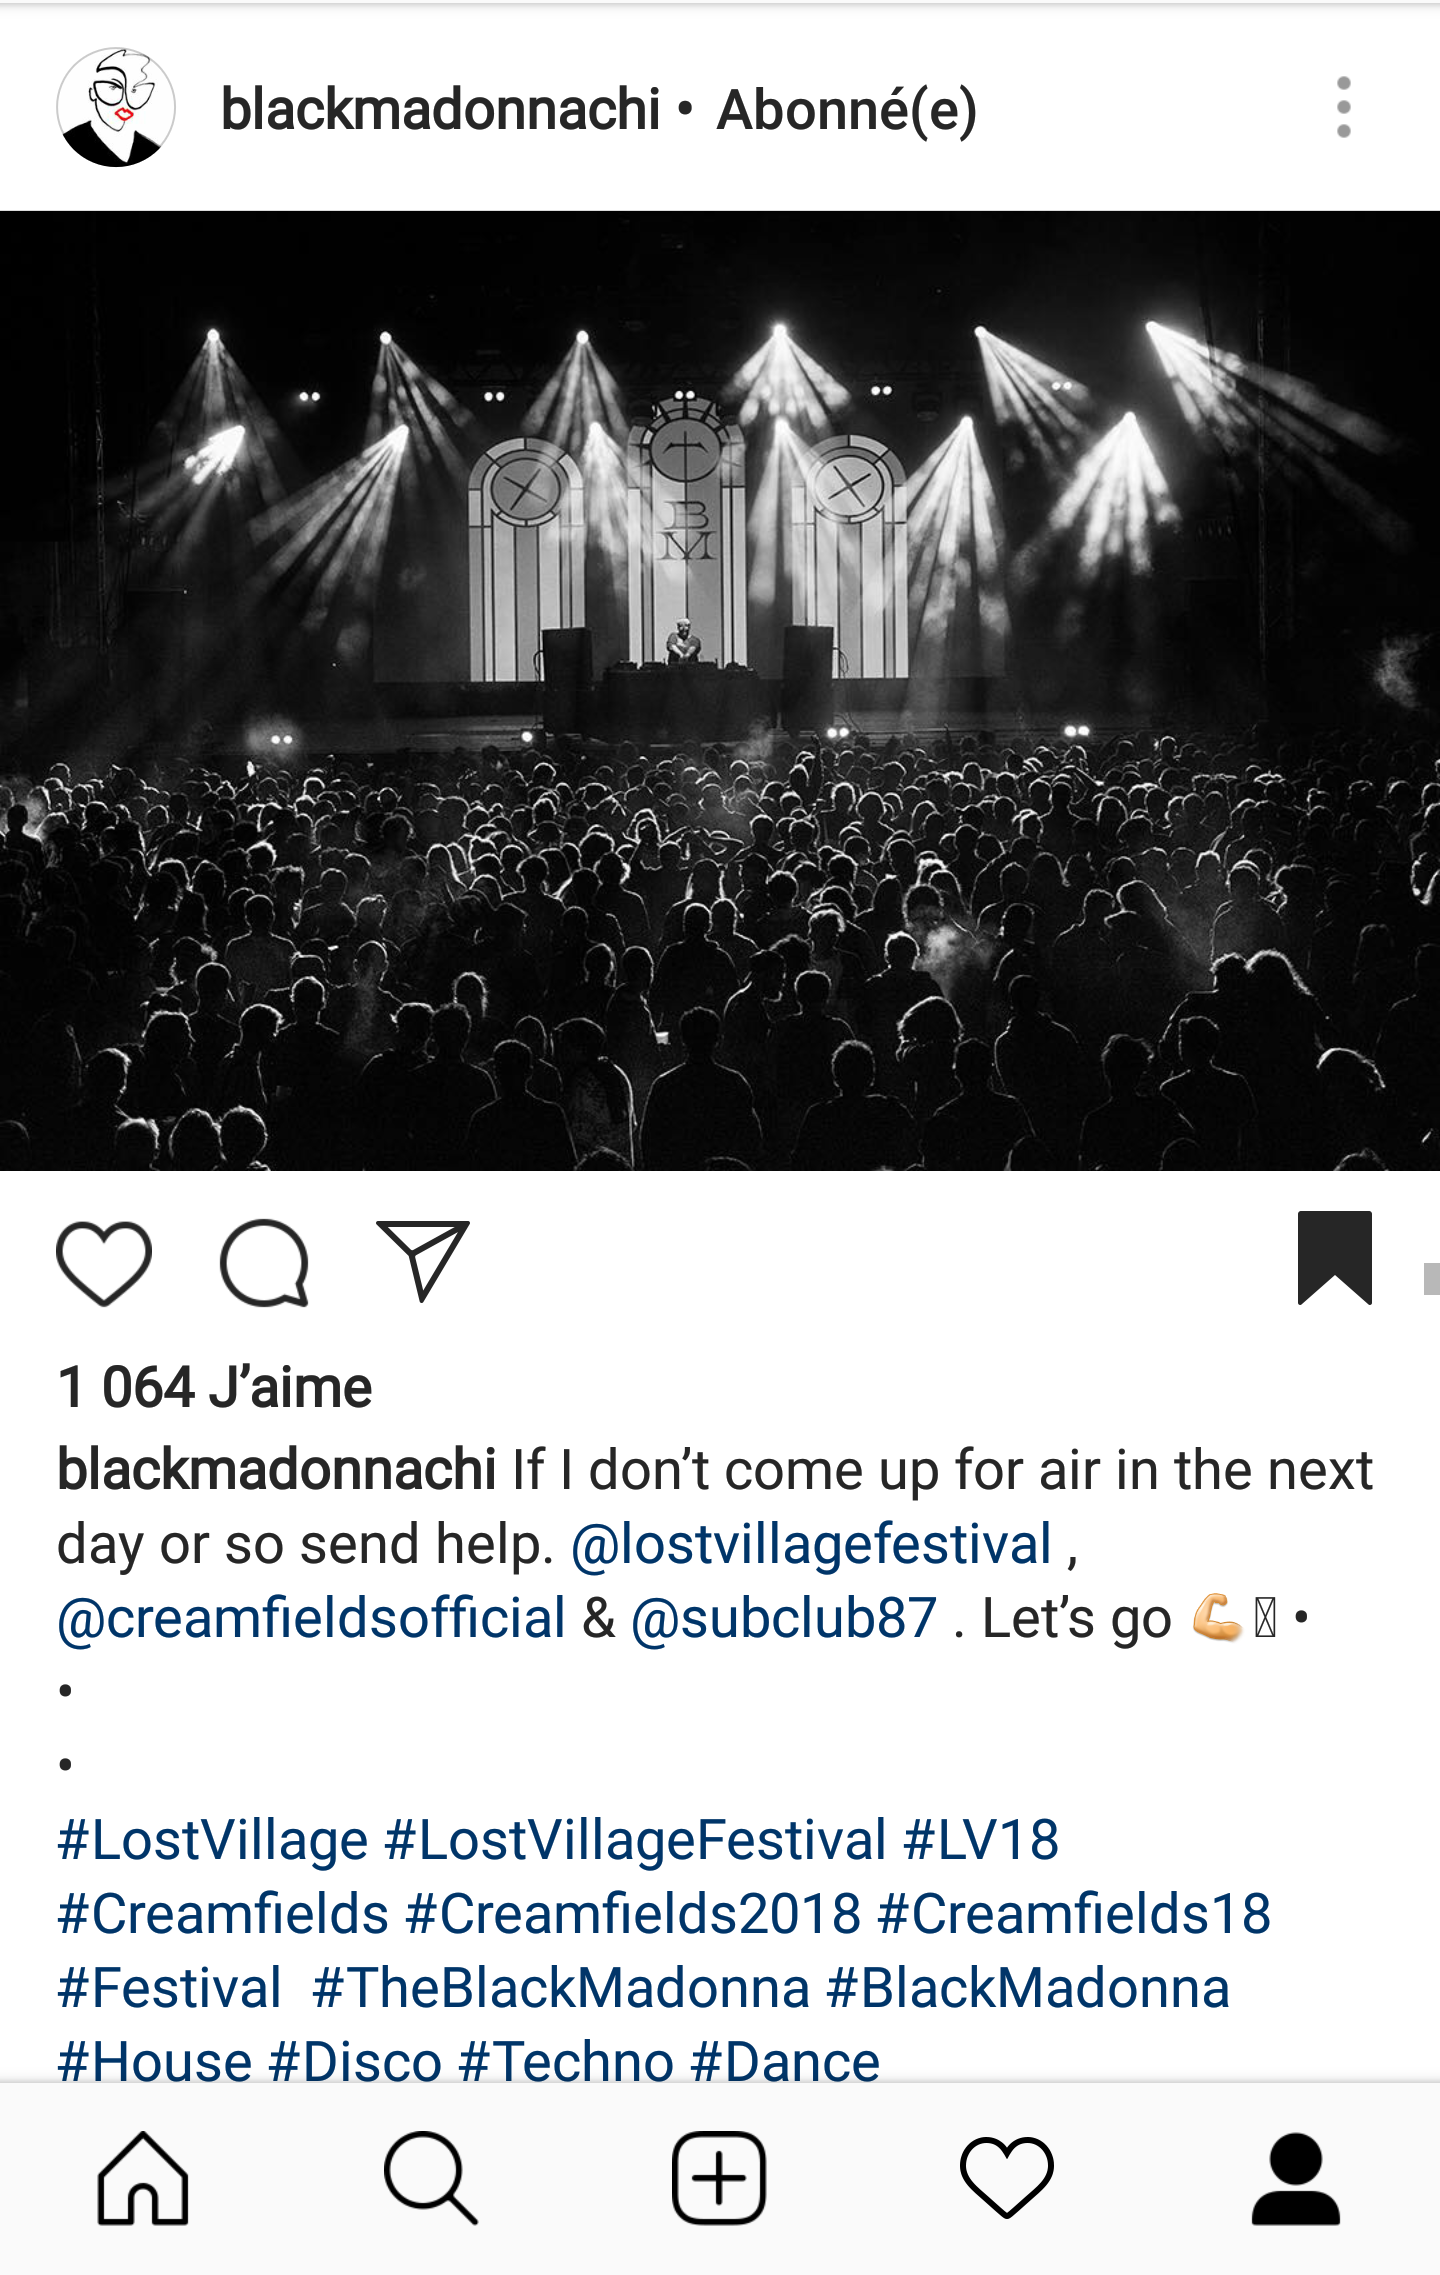 blackmadonnachi • Abonné(e)
B
M
1 064 J’aime
blackmadonnachi If I don’t come up for air in the next
day or so send help. @lostvillagefestival ,
@creamfieldsofficial & @subclub87 . Let’s go 💪 •
•
•
#LostVillage #LostVillageFestival #LV18
#Creamfields #Creamfields2018 #Creamfields18
#Festival  #TheBlackMadonna #BlackMadonna
#House #Disco #Techno #Dance